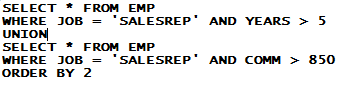 SELECT * FROM EMP
WHERE JOB = 'SALESREP' AND YEARS > 5
UNION
SELECT * FROM EMP
WHERE JOB = 'SALESREP' AND COMM > 850
ORDER BY 2